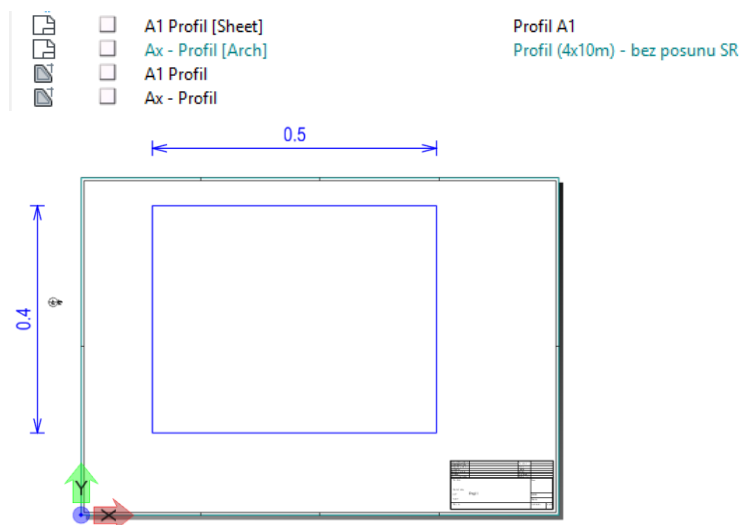 A1 Profil [Sheet] Profil A1
Ax - Profil [Arch] Profil (4x10m) - bez posunu SR
A1 Profil
Ax - Profil
0.5
0.4
Y
X